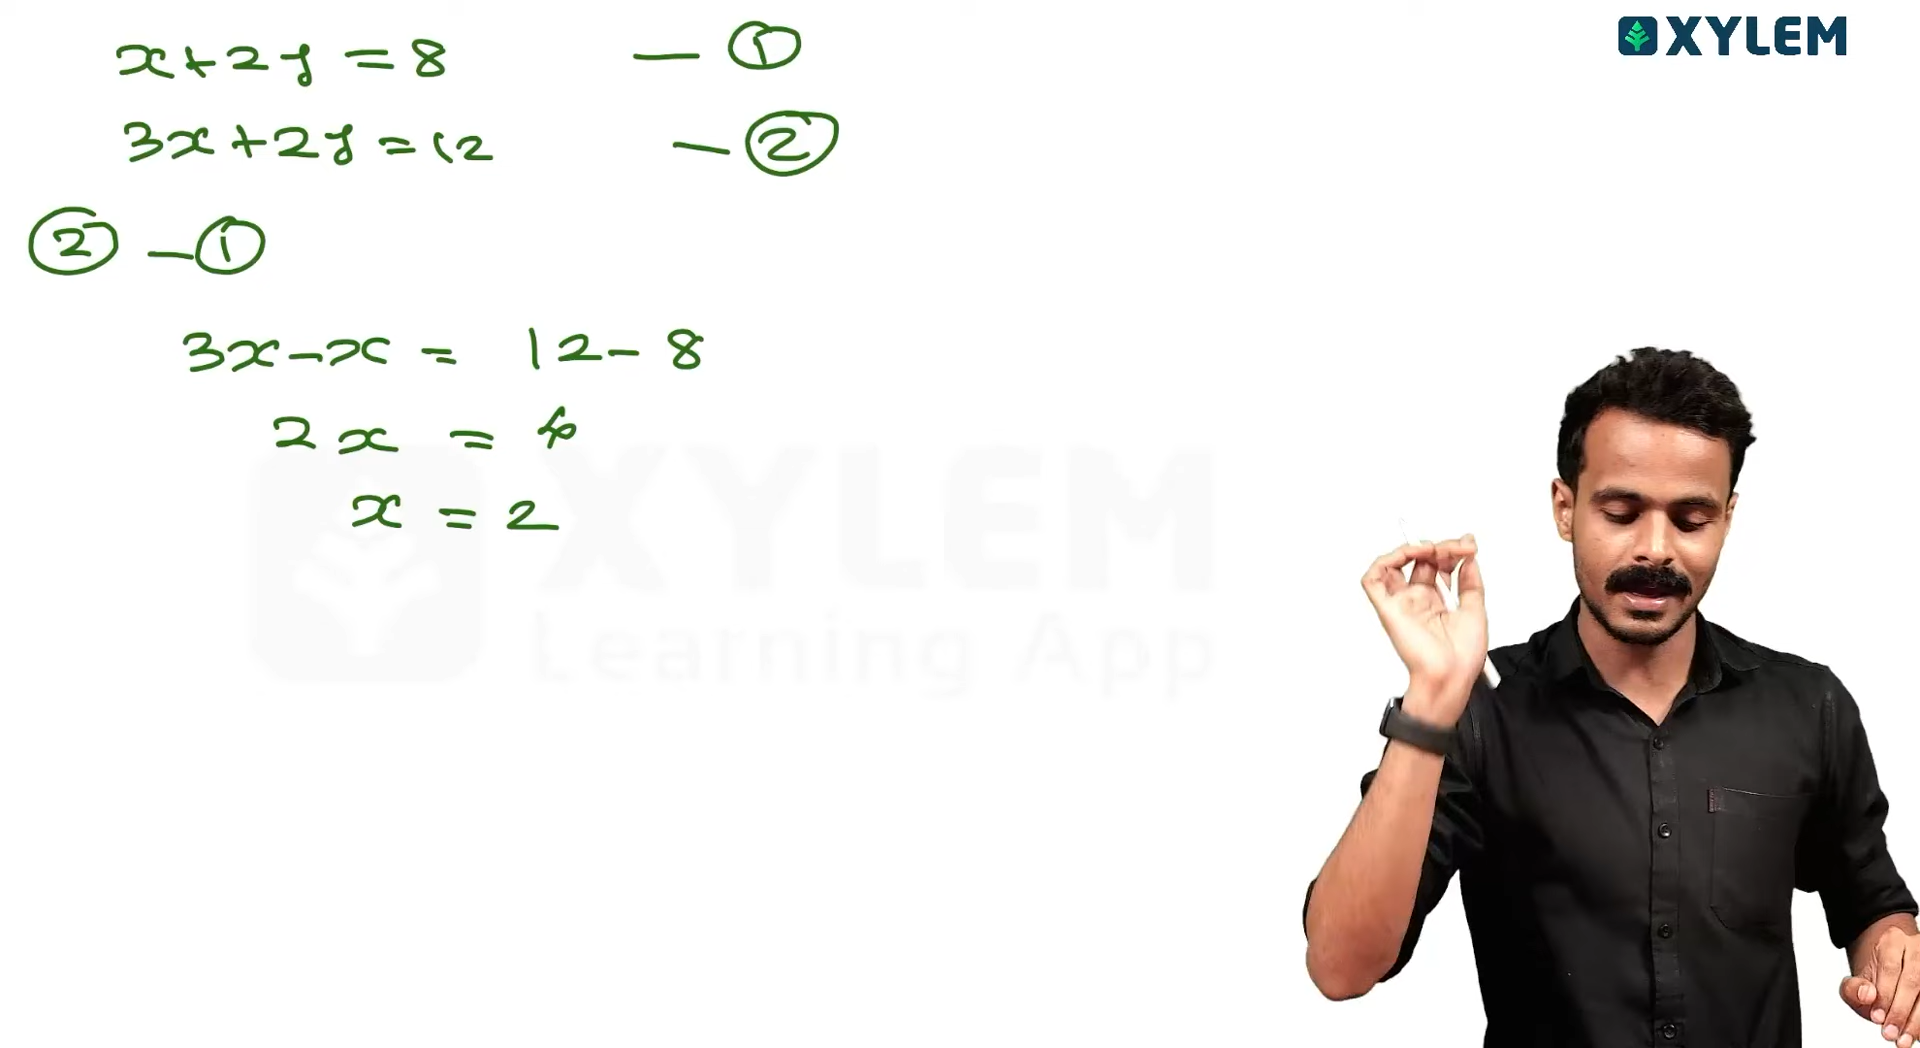 XYLEM
x + 2y = 8 — ①
3x + 2y = 12 — ②
② — ①
3x - x = 12 - 8
2x = 4
x = 2
XYLEM
Learning App